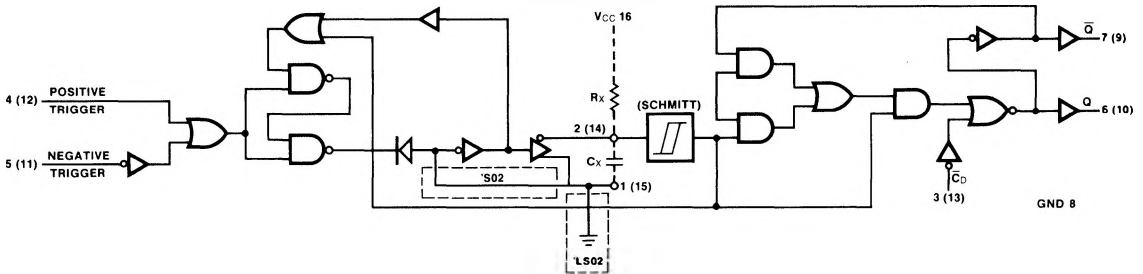 VCC 16
Q̄
7 (9)
4 (12) POSITIVE
TRIGGER
RX
(SCHMITT)
Q
6 (10)
2 (14)
5 (11) NEGATIVE
TRIGGER
CX
'S02
1 (15)
C̄D
3 (13)
GND 8
'LS02